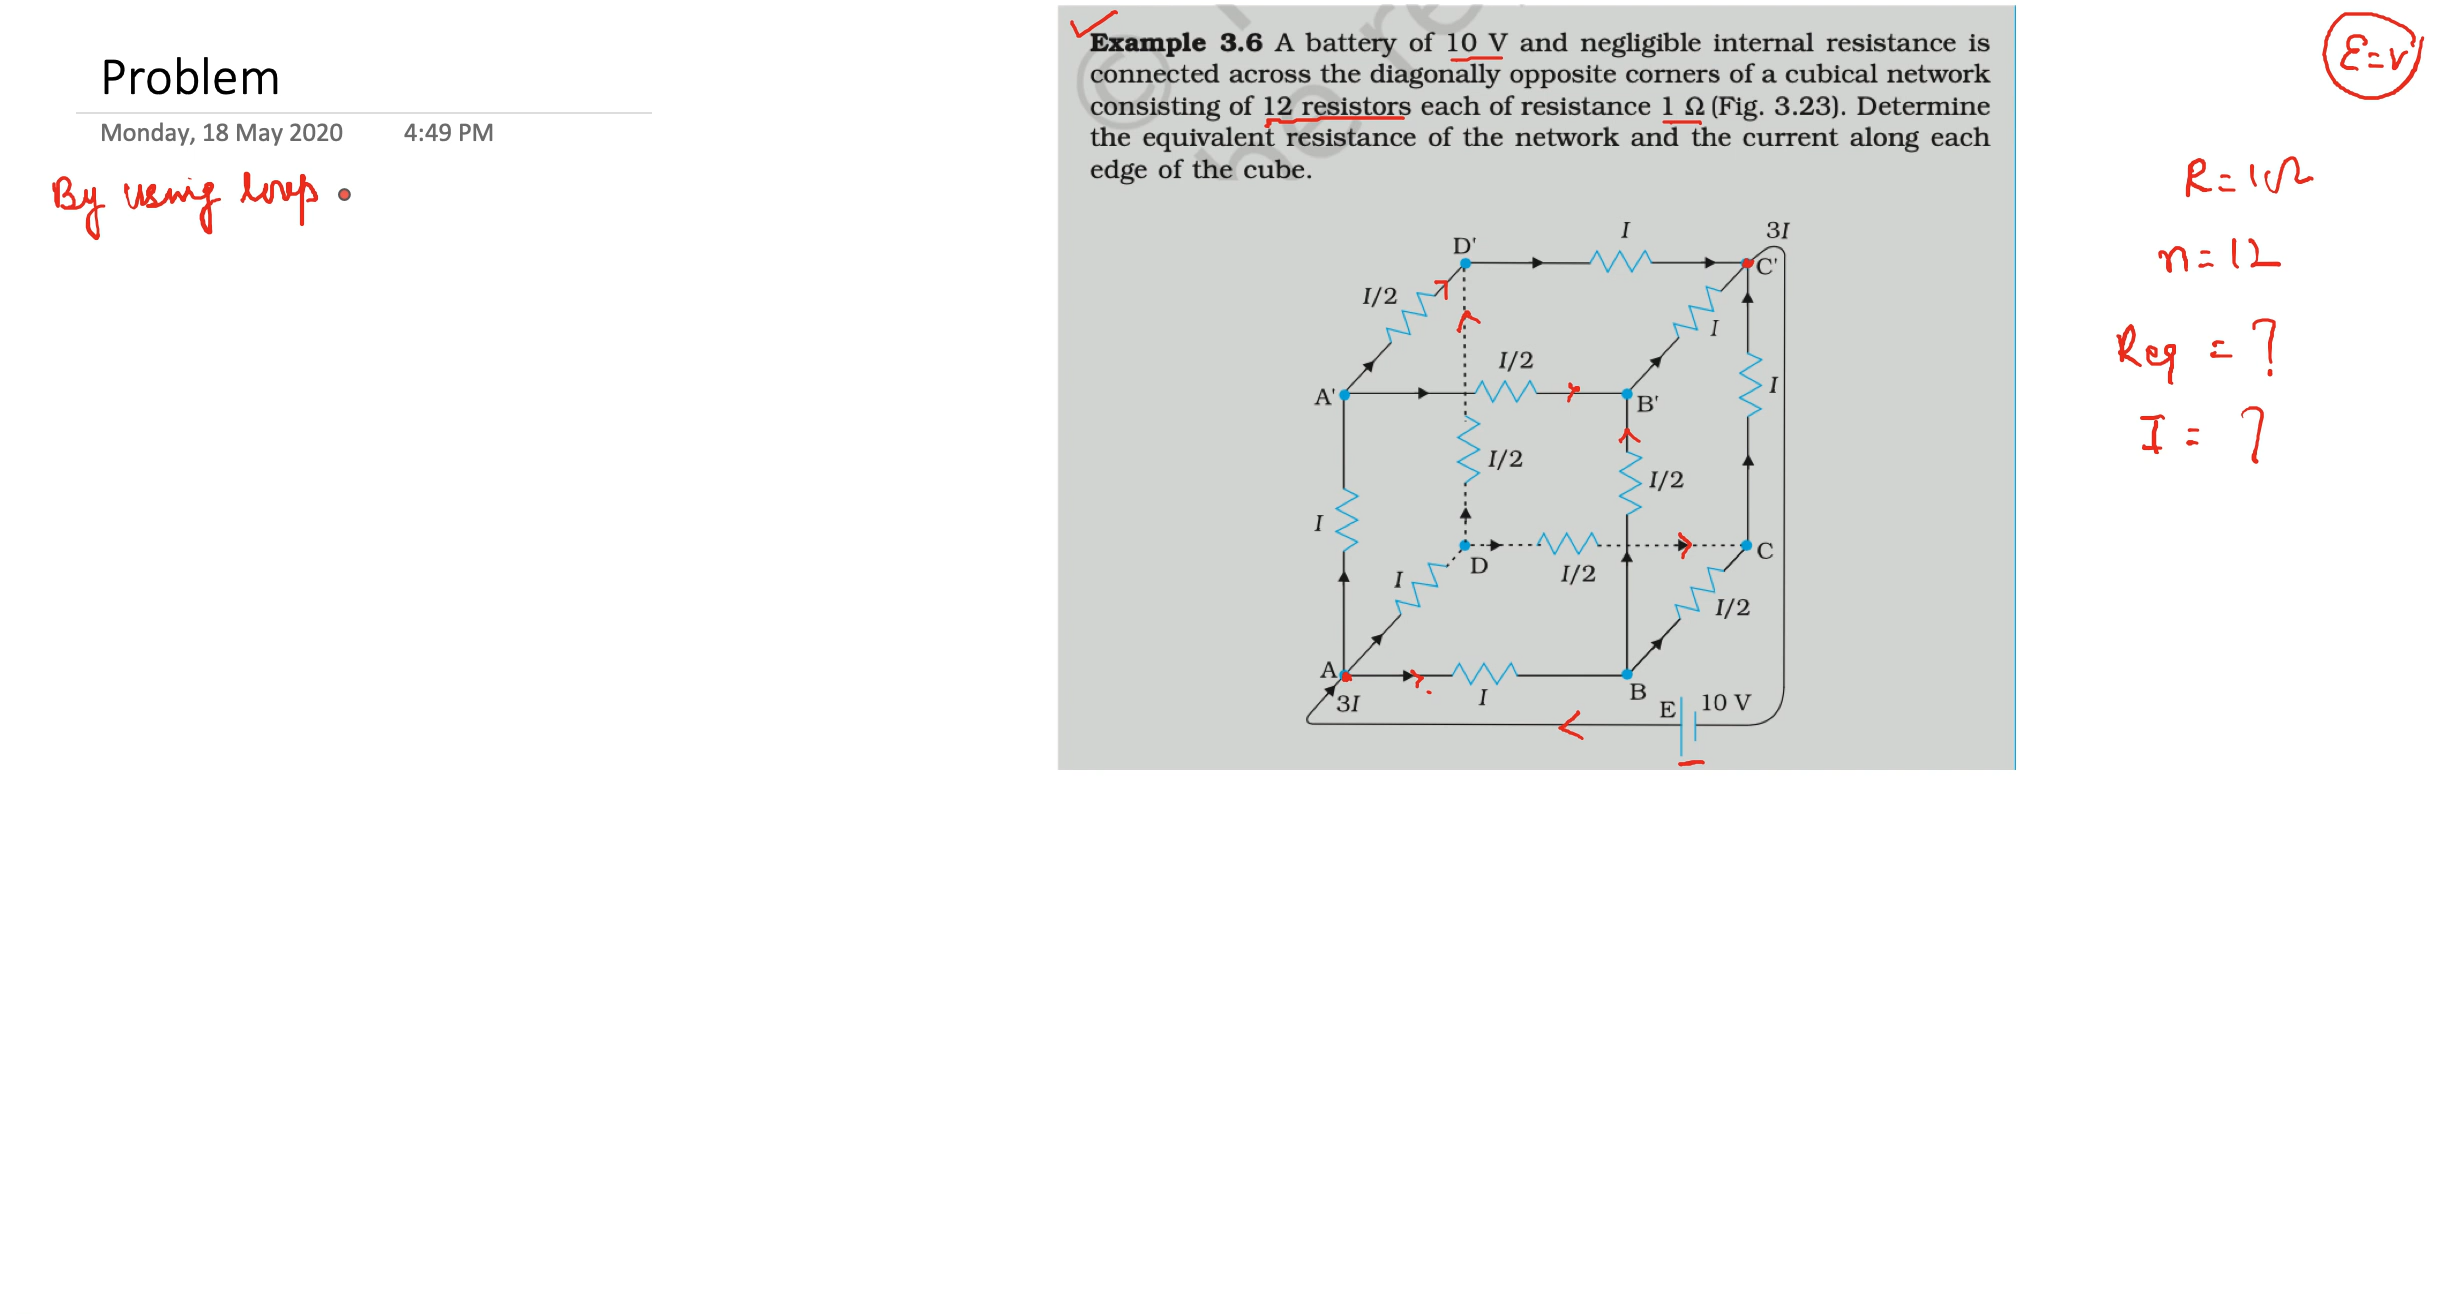 Problem
Monday, 18 May 2020 4:49 PM
By using loop
Example 3.6 A battery of 10 V and negligible internal resistance is
connected across the diagonally opposite corners of a cubical network
consisting of 12 resistors each of resistance 1 Ω (Fig. 3.23). Determine
the equivalent resistance of the network and the current along each
edge of the cube.
ε=V
R=1Ω
n=12
Req = ?
I = ?
I
3I
D'
C'
I/2
I
I/2
A'
B'
I
I/2
I/2
I
D
C
I
I/2
I/2
A
3I
I
B
E
10 V